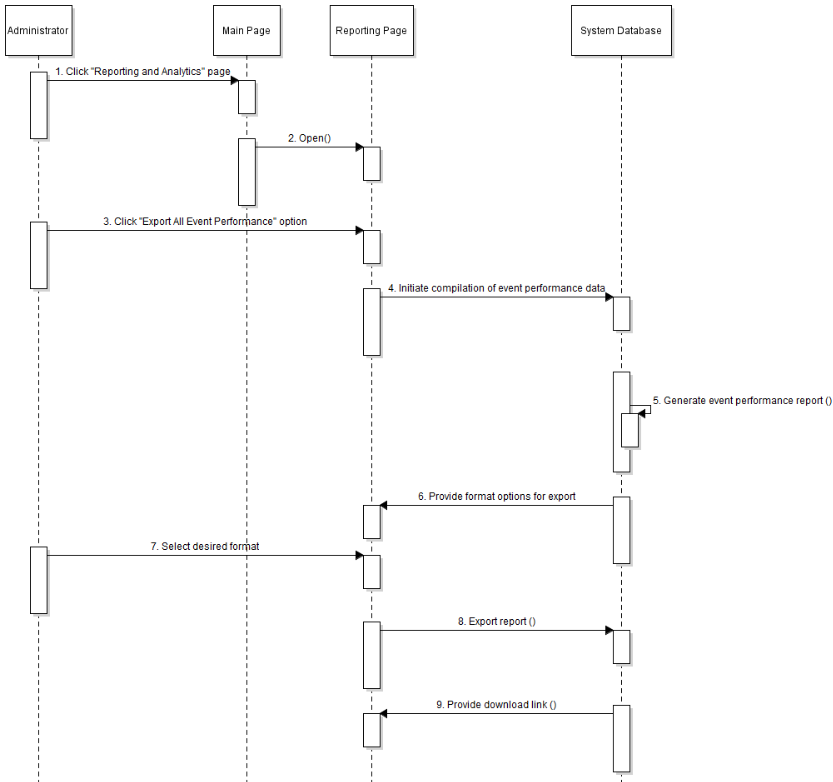 Administrator
Main Page
Reporting Page
System Database
1. Click "Reporting and Analytics" page
2. Open()
3. Click "Export All Event Performance" option
4. Initiate compilation of event performance data
5. Generate event performance report ()
6. Provide format options for export
7. Select desired format
8. Export report ()
9. Provide download link ()